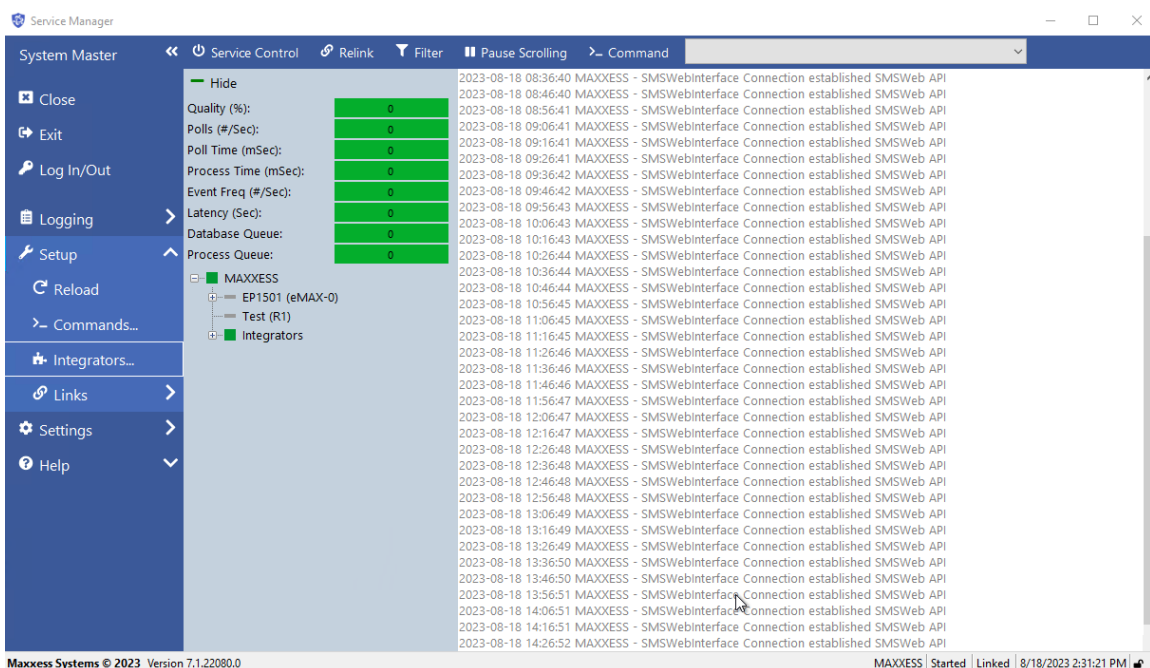 Service Manager
System Master
Service Control
Relink
Filter
Pause Scrolling
Command
Close
Exit
Log In/Out
Logging
Setup
Reload
Commands...
Integrators...
Links
Settings
Help
Hide
Quality (%): 0
Polls (#/Sec): 0
Poll Time (mSec): 0
Process Time (mSec): 0
Event Freq (#/Sec): 0
Latency (Sec): 0
Database Queue: 0
Process Queue: 0
MAXXESS
EP1501 (eMAX-0)
Test (R1)
Integrators
2023-08-18 08:36:40 MAXXESS - SMSWebInterface Connection established SMSWeb API
2023-08-18 08:46:40 MAXXESS - SMSWebInterface Connection established SMSWeb API
2023-08-18 08:56:41 MAXXESS - SMSWebInterface Connection established SMSWeb API
2023-08-18 09:06:41 MAXXESS - SMSWebInterface Connection established SMSWeb API
2023-08-18 09:16:41 MAXXESS - SMSWebInterface Connection established SMSWeb API
2023-08-18 09:26:41 MAXXESS - SMSWebInterface Connection established SMSWeb API
2023-08-18 09:36:42 MAXXESS - SMSWebInterface Connection established SMSWeb API
2023-08-18 09:46:42 MAXXESS - SMSWebInterface Connection established SMSWeb API
2023-08-18 09:56:43 MAXXESS - SMSWebInterface Connection established SMSWeb API
2023-08-18 10:06:43 MAXXESS - SMSWebInterface Connection established SMSWeb API
2023-08-18 10:16:43 MAXXESS - SMSWebInterface Connection established SMSWeb API
2023-08-18 10:26:44 MAXXESS - SMSWebInterface Connection established SMSWeb API
2023-08-18 10:36:44 MAXXESS - SMSWebInterface Connection established SMSWeb API
2023-08-18 10:46:44 MAXXESS - SMSWebInterface Connection established SMSWeb API
2023-08-18 10:56:45 MAXXESS - SMSWebInterface Connection established SMSWeb API
2023-08-18 11:06:45 MAXXESS - SMSWebInterface Connection established SMSWeb API
2023-08-18 11:16:45 MAXXESS - SMSWebInterface Connection established SMSWeb API
2023-08-18 11:26:46 MAXXESS - SMSWebInterface Connection established SMSWeb API
2023-08-18 11:36:46 MAXXESS - SMSWebInterface Connection established SMSWeb API
2023-08-18 11:46:46 MAXXESS - SMSWebInterface Connection established SMSWeb API
2023-08-18 11:56:47 MAXXESS - SMSWebInterface Connection established SMSWeb API
2023-08-18 12:06:47 MAXXESS - SMSWebInterface Connection established SMSWeb API
2023-08-18 12:16:47 MAXXESS - SMSWebInterface Connection established SMSWeb API
2023-08-18 12:26:48 MAXXESS - SMSWebInterface Connection established SMSWeb API
2023-08-18 12:36:48 MAXXESS - SMSWebInterface Connection established SMSWeb API
2023-08-18 12:46:48 MAXXESS - SMSWebInterface Connection established SMSWeb API
2023-08-18 12:56:48 MAXXESS - SMSWebInterface Connection established SMSWeb API
2023-08-18 13:06:49 MAXXESS - SMSWebInterface Connection established SMSWeb API
2023-08-18 13:16:49 MAXXESS - SMSWebInterface Connection established SMSWeb API
2023-08-18 13:26:49 MAXXESS - SMSWebInterface Connection established SMSWeb API
2023-08-18 13:36:50 MAXXESS - SMSWebInterface Connection established SMSWeb API
2023-08-18 13:46:50 MAXXESS - SMSWebInterface Connection established SMSWeb API
2023-08-18 13:56:51 MAXXESS - SMSWebInterface Connection established SMSWeb API
2023-08-18 14:06:51 MAXXESS - SMSWebInterface Connection established SMSWeb API
2023-08-18 14:16:51 MAXXESS - SMSWebInterface Connection established SMSWeb API
2023-08-18 14:26:52 MAXXESS - SMSWebInterface Connection established SMSWeb API
Maxxess Systems © 2023 Version 7.1.22080.0
MAXXESS Started Linked 8/18/2023 2:31:21 PM